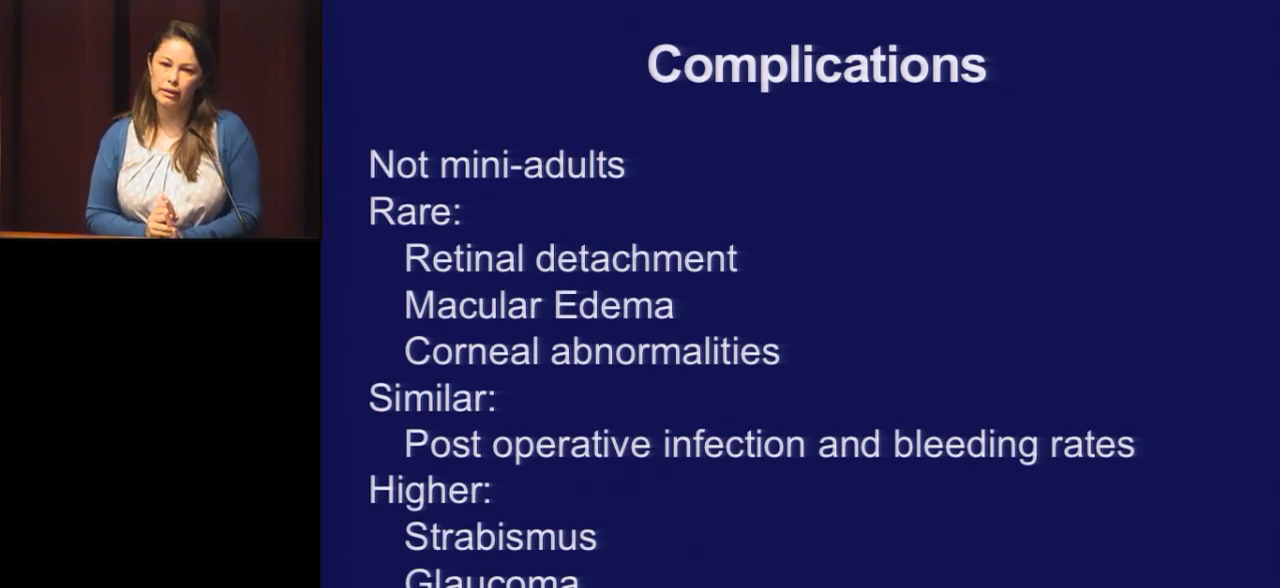 Complications
Not mini-adults
Rare:
Retinal detachment
Macular Edema
Corneal abnormalities
Similar:
Post operative infection and bleeding rates
Higher:
Strabismus
Glaucoma